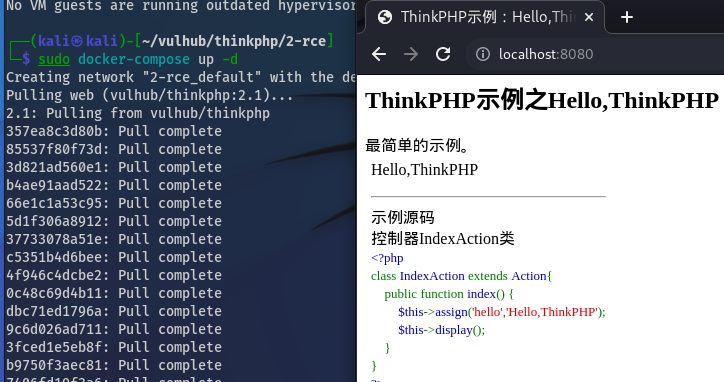 No VM guests are running outdated hypervisor
(kali㉿kali)-[~/vulhub/thinkphp/2-rce]
$ sudo docker-compose up -d
Creating network "2-rce_default" with the de
Pulling web (vulhub/thinkphp:2.1)...
2.1: Pulling from vulhub/thinkphp
357ea8c3d80b: Pull complete
85537f80f73d: Pull complete
3d821ad560e1: Pull complete
b4ae91aad522: Pull complete
66e1c1a53c95: Pull complete
5d1f306a8912: Pull complete
37733078a51e: Pull complete
c5351b4d6bee: Pull complete
4f946c4dcbe2: Pull complete
0c48c69d4b11: Pull complete
dbc71ed1796a: Pull complete
9c6d026ad711: Pull complete
3fced1e5eb8f: Pull complete
b9750f3aec81: Pull complete
Pull complete
ThinkPHP示例：Hello,Thin
localhost:8080
ThinkPHP示例之Hello,ThinkPHP
最简单的示例。
Hello,ThinkPHP
示例源码
控制器IndexAction类
<?php
class IndexAction extends Action{
public function index() {
$this->assign('hello','Hello,ThinkPHP');
$this->display();
}
}